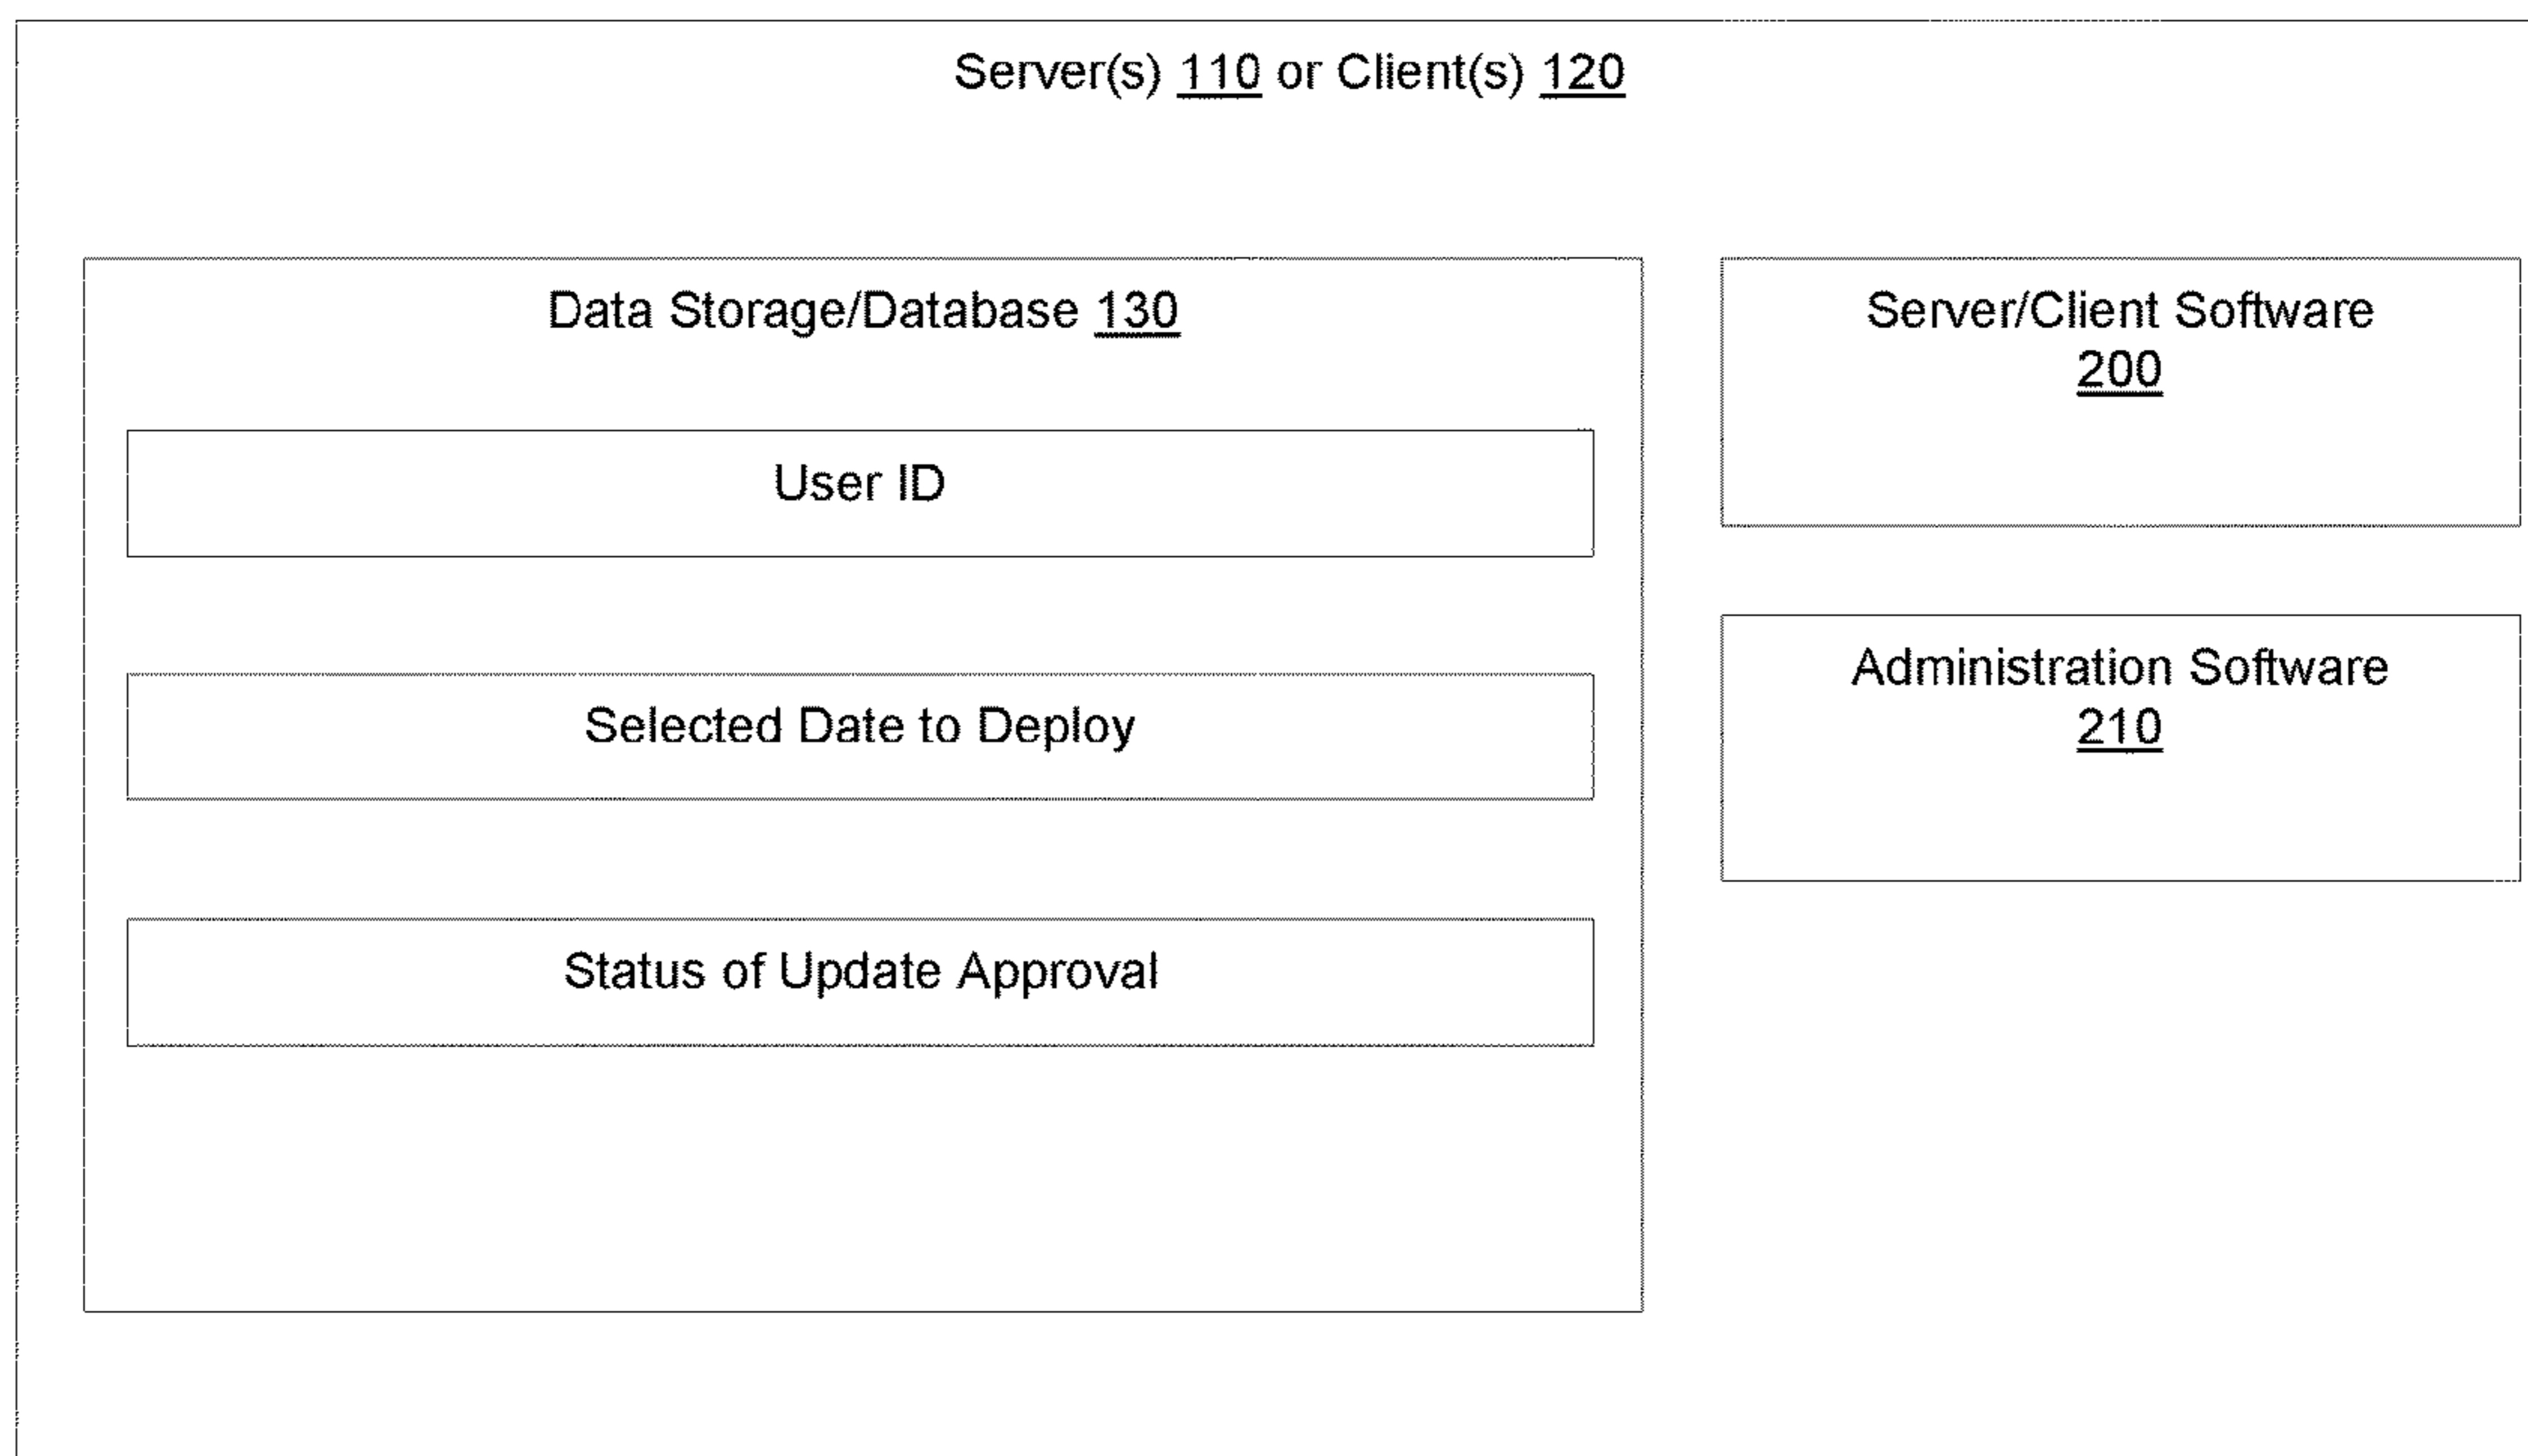 Server(s) 110 or Client(s) 120
Data Storage/Database 130
User ID
Selected Date to Deploy
Status of Update Approval
Server/Client Software
200
Administration Software
210